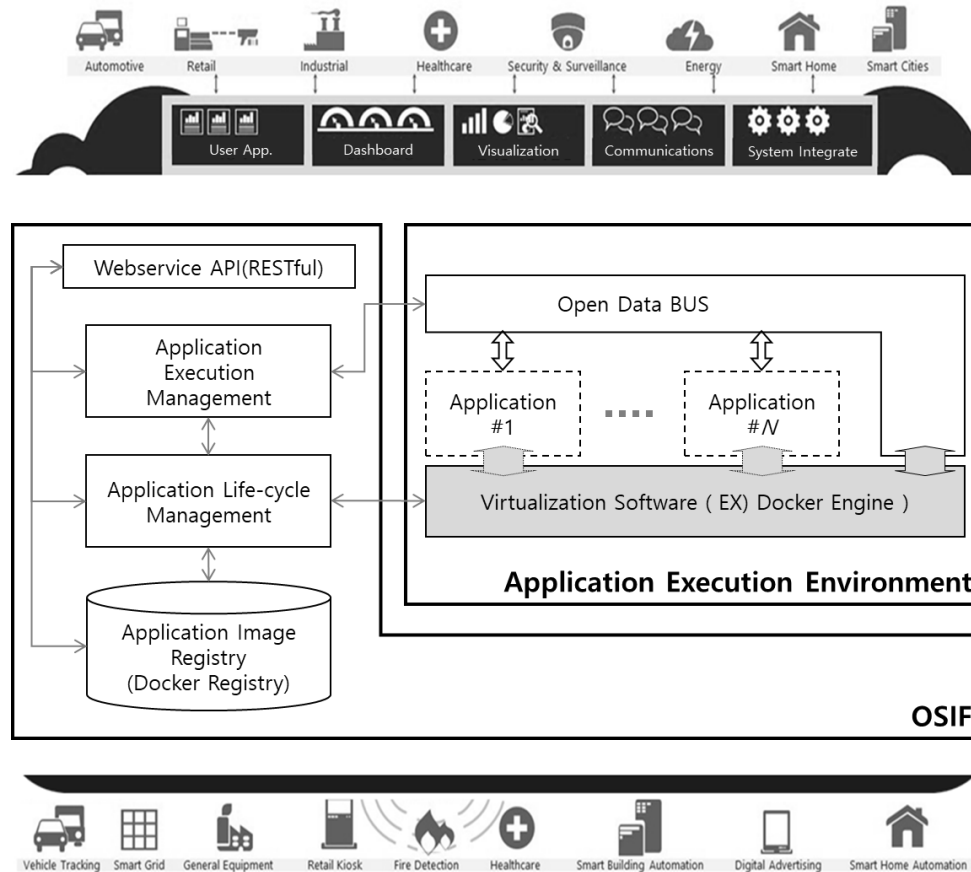 Automotive
Retail
Industrial
Healthcare
Security & Surveillance
Energy
Smart Home
Smart Cities
User App.
Dashboard
Visualization
Communications
System Integrate
Webservice API(RESTful)
Application
Execution
Management
Application Life-cycle
Management
Application Image
Registry
(Docker Registry)
Open Data BUS
Application
#1
Application
#N
Virtualization Software ( EX) Docker Engine )
Application Execution Environment
OSIF
Vehicle Tracking
Smart Grid
General Equipment
Retail Kiosk
Fire Detection
Healthcare
Smart Building Automation
Digital Advertising
Smart Home Automation